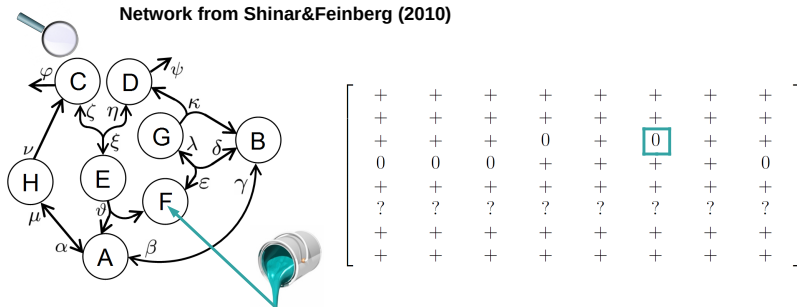 Network from Shinar&Feinberg (2010)
φ C D ψ
ζ η κ
G B
ν ξ λ δ
H E ε γ
μ ϑ F
α A β
+ + + + + + + +
+ + + + + + + +
+ + + 0 + 0 + +
0 0 0 + + + + 0
+ + + + + + + +
? ? ? ? ? ? ? ?
+ + + + + + + +
+ + + + + + + +